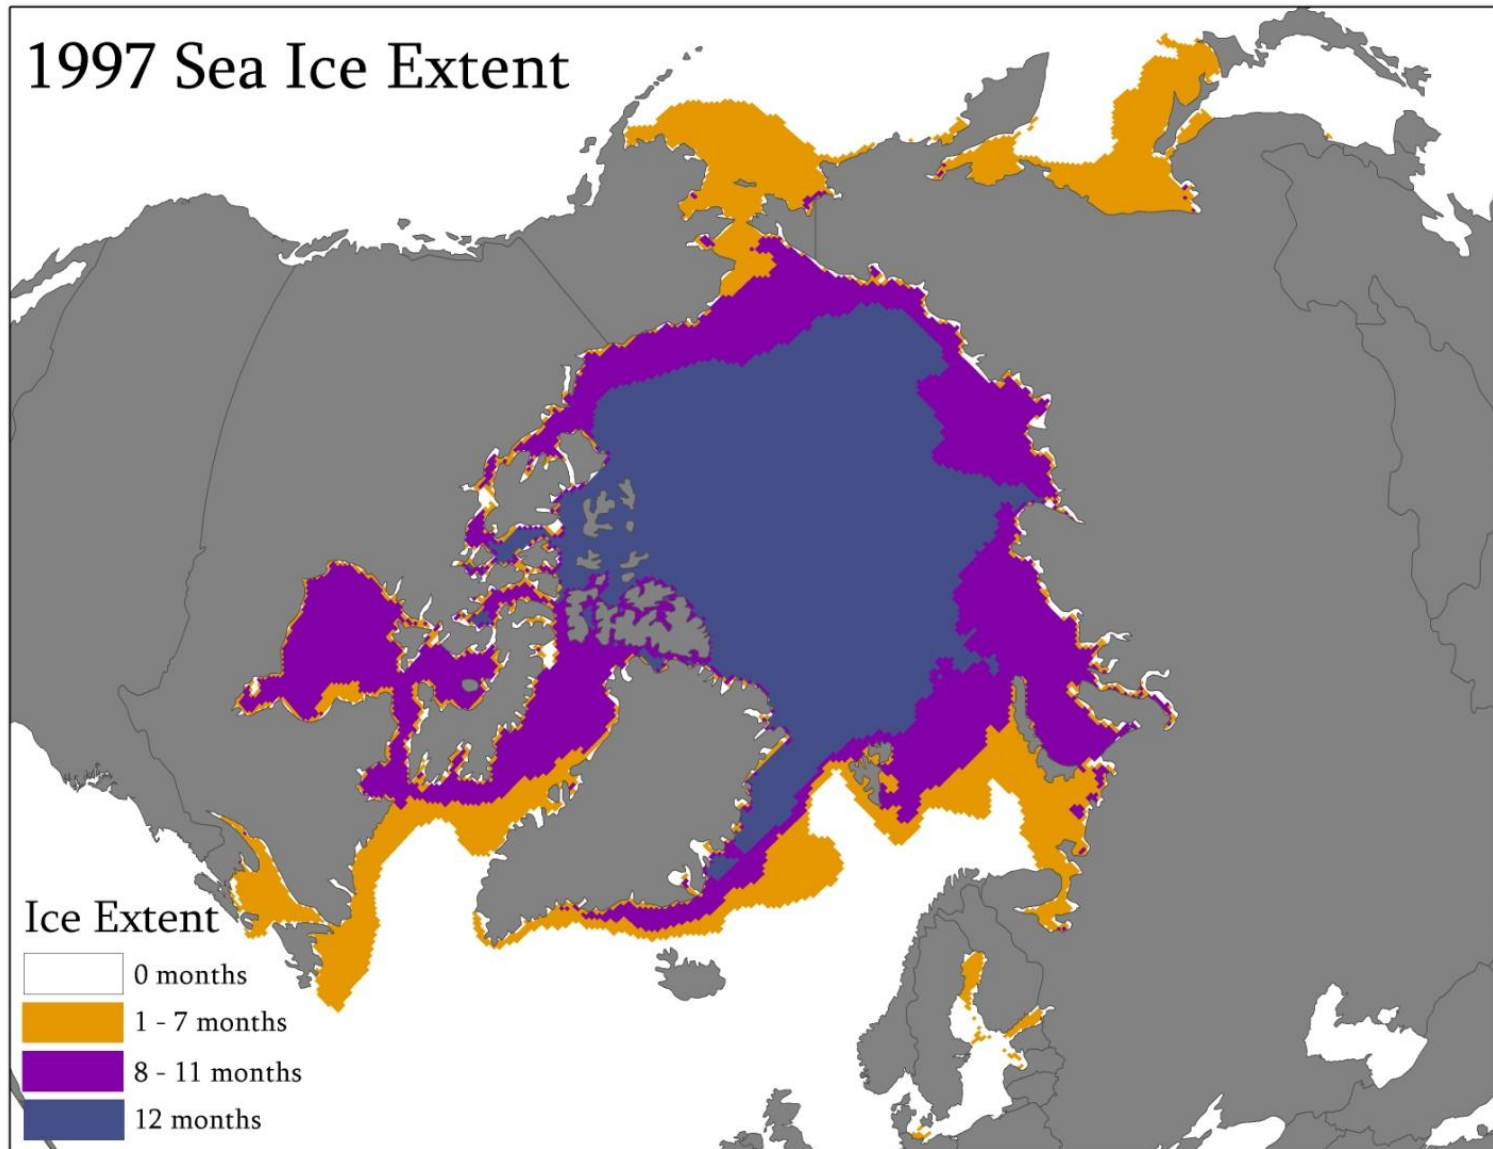 1997 Sea Ice Extent
Ice Extent
0 months
1 - 7 months
8 - 11 months
12 months